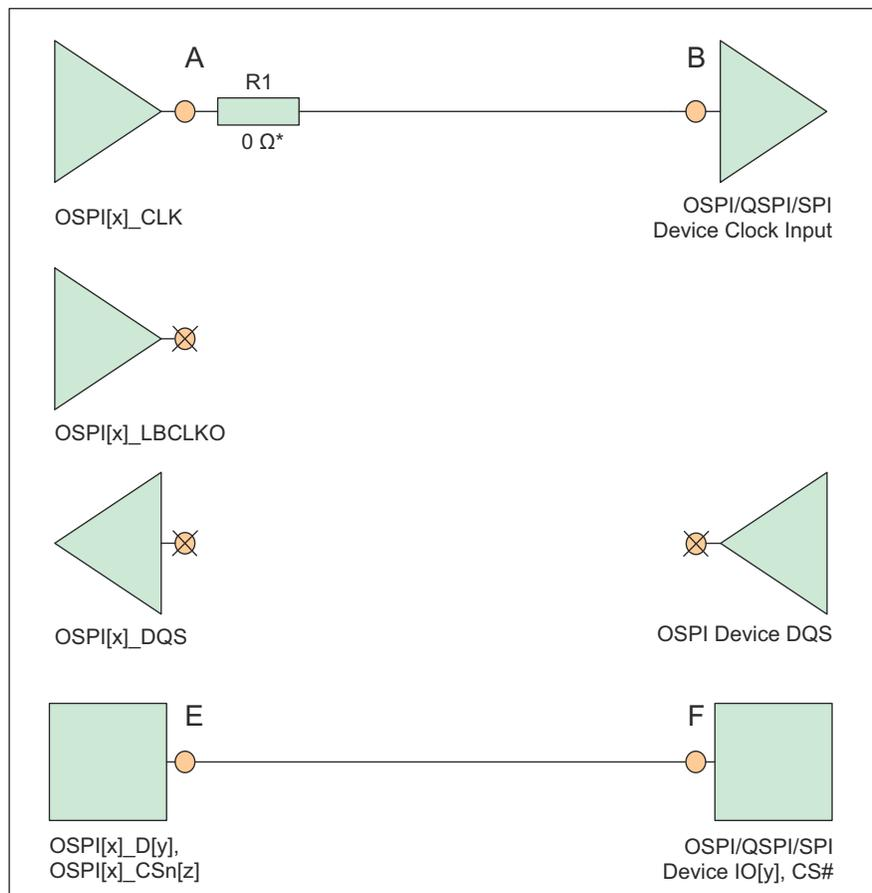 A
B
R1
0 Ω*
OSPI[x]_CLK
OSPI/QSPI/SPI
Device Clock Input
OSPI[x]_LBCLKO
OSPI[x]_DQS
OSPI Device DQS
E
F
OSPI[x]_D[y],
OSPI[x]_CSn[z]
OSPI/QSPI/SPI
Device IO[y], CS#